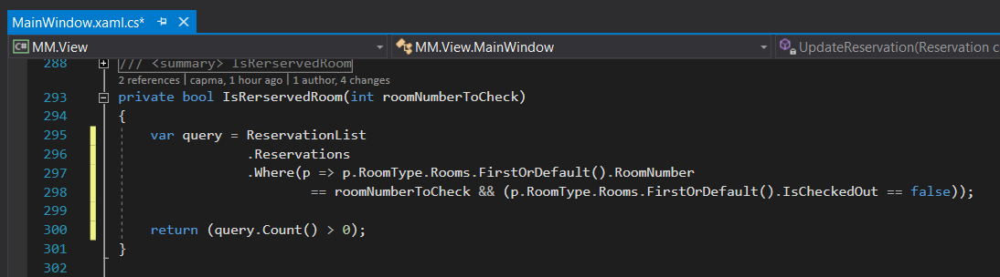 MainWindow.xaml.cs*
MM.View
MM.View.MainWindow
UpdateReservation(Reservation c
288 /// <summary> IsRerservedRoom
2 references | capma, 1 hour ago | 1 author, 4 changes
293 private bool IsRerservedRoom(int roomNumberToCheck)
294 {
295 var query = ReservationList
296 .Reservations
297 .Where(p => p.RoomType.Rooms.FirstOrDefault().RoomNumber
298 == roomNumberToCheck && (p.RoomType.Rooms.FirstOrDefault().IsCheckedOut == false));
299
300 return (query.Count() > 0);
301 }
302